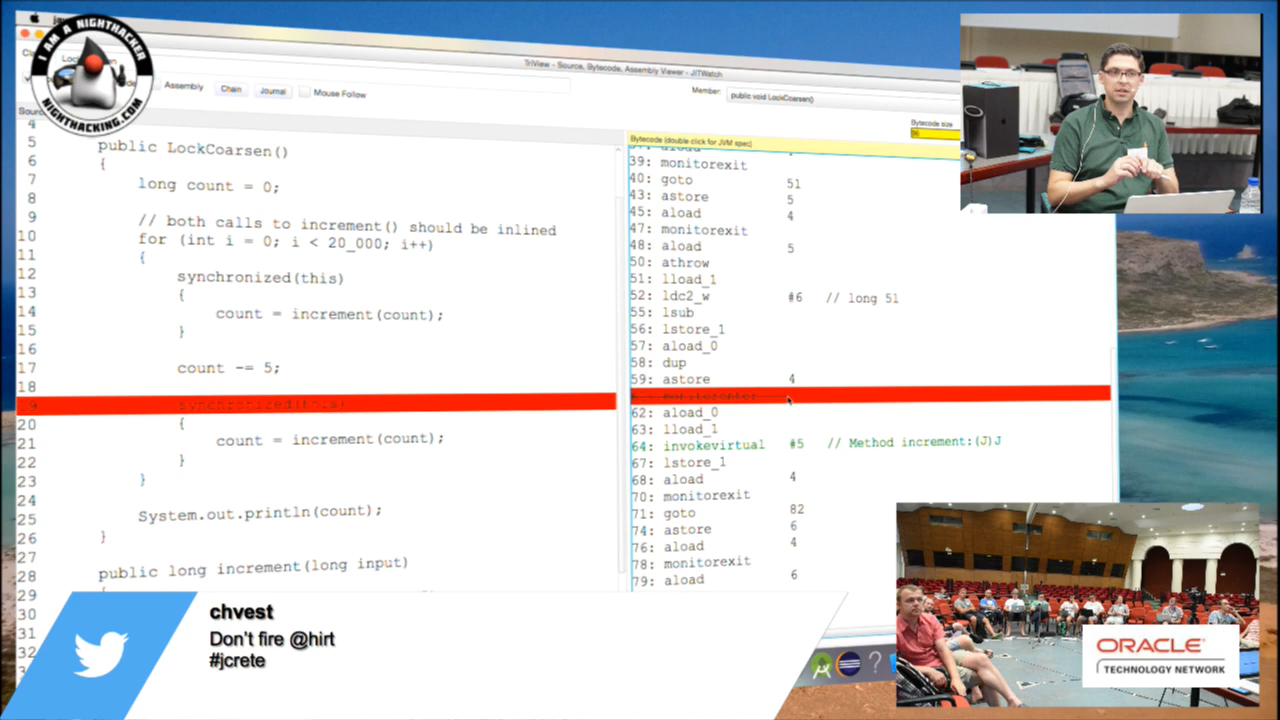 I AM A NIGHTHACKER
NIGHTHACKING.COM
TriView - Source, Bytecode, Assembly Viewer - JITWatch
Assembly
Chain
Journal
Mouse Follow
Member:
public void LockCoarsen()
Bytecode size
Bytecode (double click for JVM spec)
4
5 public LockCoarsen()
6 {
7 long count = 0;
8
9 // both calls to increment() should be inlined
10 for (int i = 0; i < 20_000; i++)
11 {
12 synchronized(this)
13 {
14 count = increment(count);
15 }
16
17 count -= 5;
18
synchronized(this)
20 {
21 count = increment(count);
22 }
23 }
24
25 System.out.println(count);
26 }
27
28 public long increment(long input)
29
30
31
32
39: monitorexit
40: goto 51
43: astore 5
45: aload 4
47: monitorexit
48: aload 5
50: athrow
51: lload_1
52: ldc2_w #6 // long 51
55: lsub
56: lstore_1
57: aload_0
58: dup
59: astore 4
monitorenter
62: aload_0
63: lload_1
64: invokevirtual #5 // Method increment:(J)J
67: lstore_1
68: aload 4
70: monitorexit
71: goto 82
74: astore 6
76: aload 4
78: monitorexit
79: aload 6
chvest
Don't fire @hirt
#jcrete
ORACLE
TECHNOLOGY NETWORK